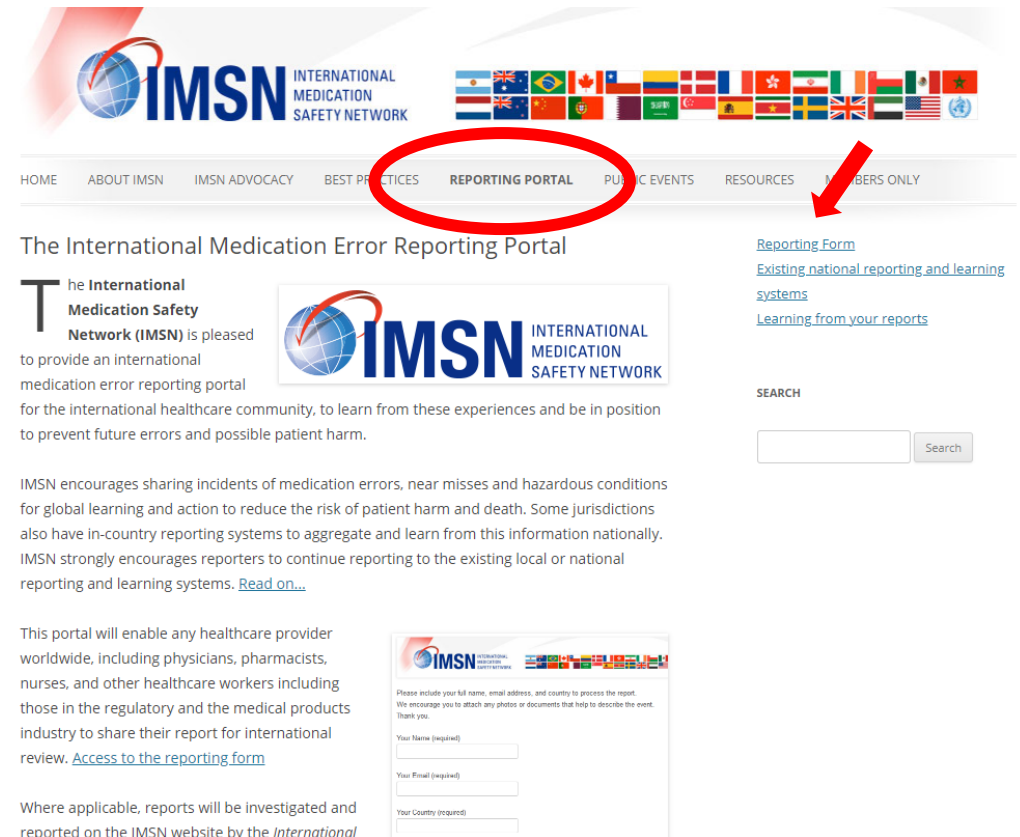 IMSN INTERNATIONAL
MEDICATION
SAFETY NETWORK
HOME ABOUT IMSN IMSN ADVOCACY BEST PRACTICES REPORTING PORTAL PUBLIC EVENTS RESOURCES MEMBERS ONLY
The International Medication Error Reporting Portal
The International
Medication Safety
Network (IMSN) is pleased
to provide an international
medication error reporting portal
for the international healthcare community, to learn from these experiences and be in position
to prevent future errors and possible patient harm.
IMSN INTERNATIONAL
MEDICATION
SAFETY NETWORK
IMSN encourages sharing incidents of medication errors, near misses and hazardous conditions
for global learning and action to reduce the risk of patient harm and death. Some jurisdictions
also have in-country reporting systems to aggregate and learn from this information nationally.
IMSN strongly encourages reporters to continue reporting to the existing local or national
reporting and learning systems. Read on...
This portal will enable any healthcare provider
worldwide, including physicians, pharmacists,
nurses, and other healthcare workers including
those in the regulatory and the medical products
industry to share their report for international
review. Access to the reporting form
Where applicable, reports will be investigated and
reported on the IMSN website by the International
IMSN INTERNATIONAL
MEDICATION
SAFETY NETWORK
Please include your full name, email address, and country to process the report.
We encourage you to attach any photos or documents that help to describe the event.
Thank you.
Your Name (required)
Your Email (required)
Your Country (required)
Reporting Form
Existing national reporting and learning
systems
Learning from your reports
SEARCH
Search